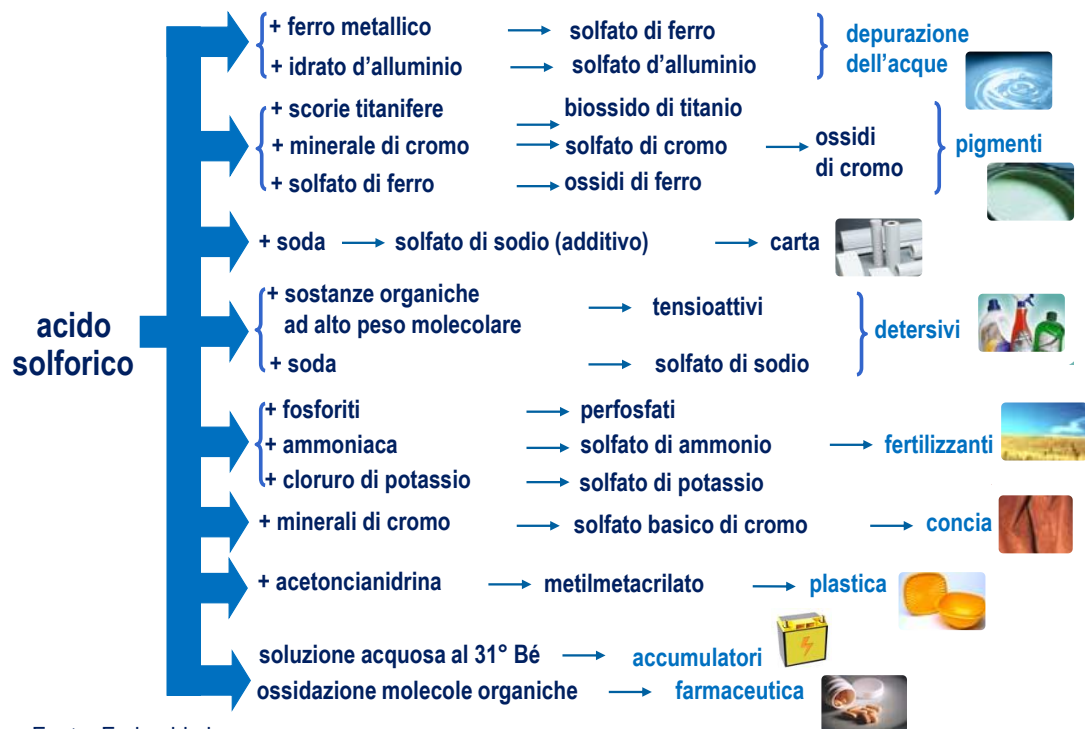 + ferro metallico solfato di ferro
+ idrato d'alluminio solfato d'alluminio
depurazione
dell'acque
+ scorie titanifere biossido di titanio
+ minerale di cromo solfato di cromo ossidi
di cromo
+ solfato di ferro ossidi di ferro
pigmenti
+ soda solfato di sodio (additivo) carta
acido
solforico
+ sostanze organiche
ad alto peso molecolare tensioattivi
+ soda solfato di sodio
detersivi
+ fosforiti perfosfati
+ ammoniaca solfato di ammonio fertilizzanti
+ cloruro di potassio solfato di potassio
+ minerali di cromo solfato basico di cromo concia
+ acetoncianidrina metilmetacrilato plastica
soluzione acquosa al 31° Bé accumulatori
ossidazione molecole organiche farmaceutica